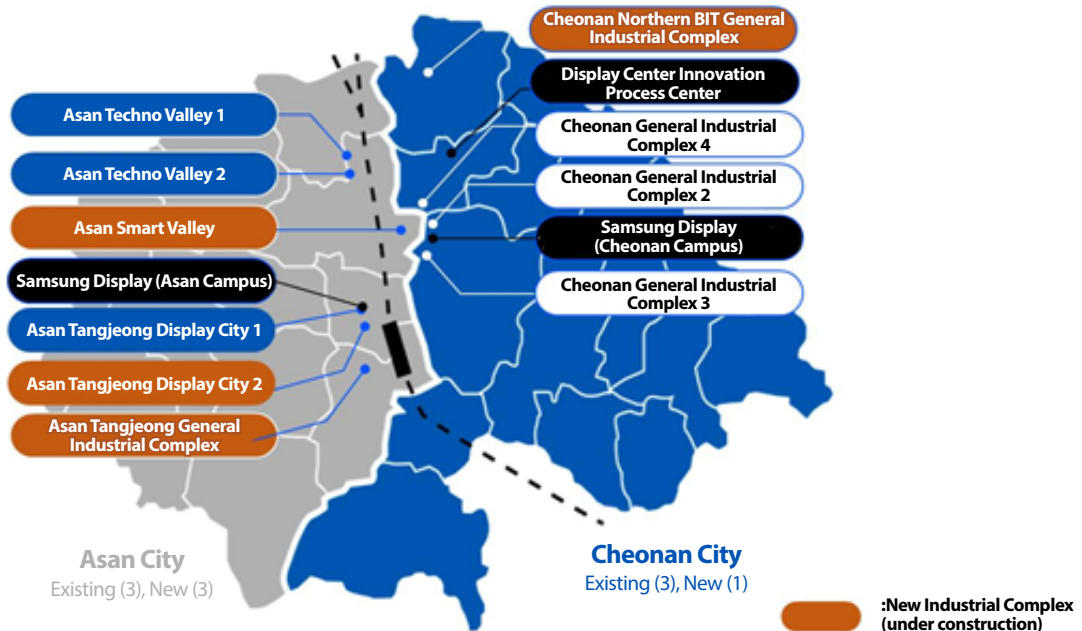 Asan Techno Valley 1
Asan Techno Valley 2
Asan Smart Valley
Samsung Display (Asan Campus)
Asan Tangjeong Display City 1
Asan Tangjeong Display City 2
Asan Tangjeong General
Industrial Complex
Cheonan Northern BIT General
Industrial Complex
Display Center Innovation
Process Center
Cheonan General Industrial
Complex 4
Cheonan General Industrial
Complex 2
Samsung Display
(Cheonan Campus)
Cheonan General Industrial
Complex 3
Asan City
Existing (3), New (3)
Cheonan City
Existing (3), New (1)
:New Industrial Complex
(under construction)